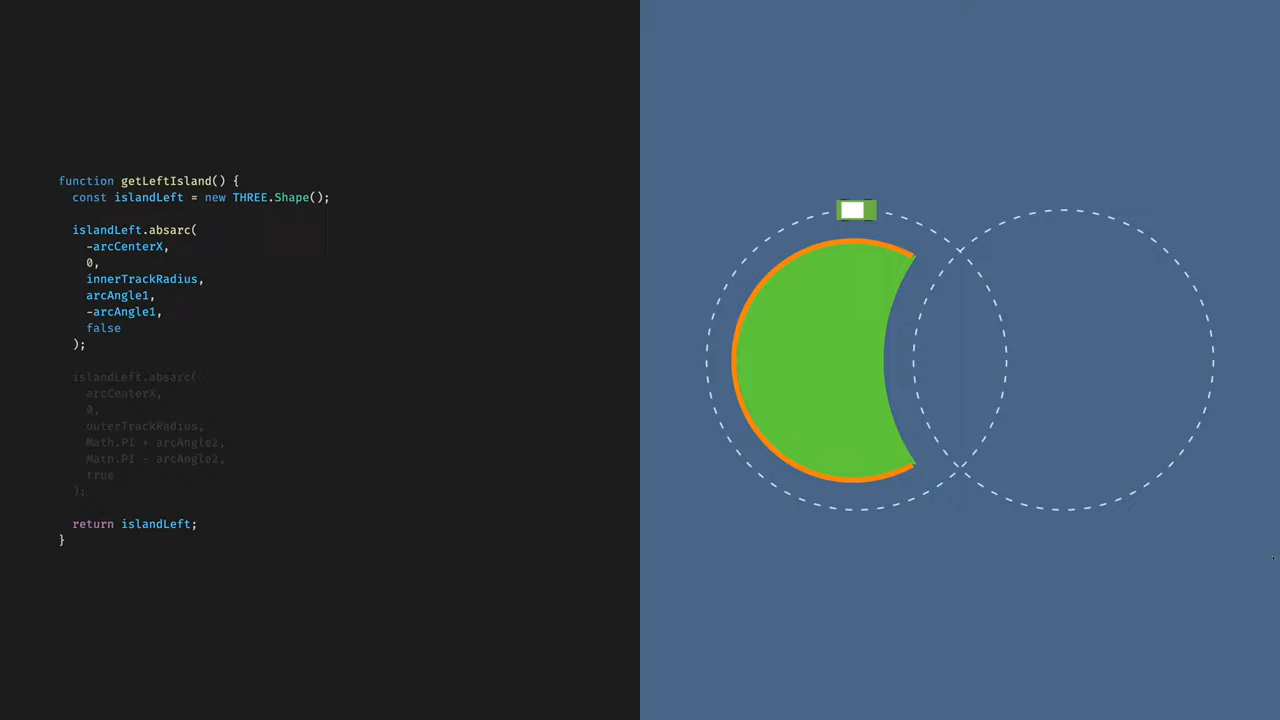 function getLeftIsland() {
const islandLeft = new THREE.Shape();
islandLeft.absarc(
-arcCenterX,
0,
innerTrackRadius,
arcAngle1,
-arcAngle1,
false
);
islandLeft.absarc(
arcCenterX,
0,
outerTrackRadius,
Math.PI + arcAngle2,
Math.PI - arcAngle2,
true
);
return islandLeft;
}